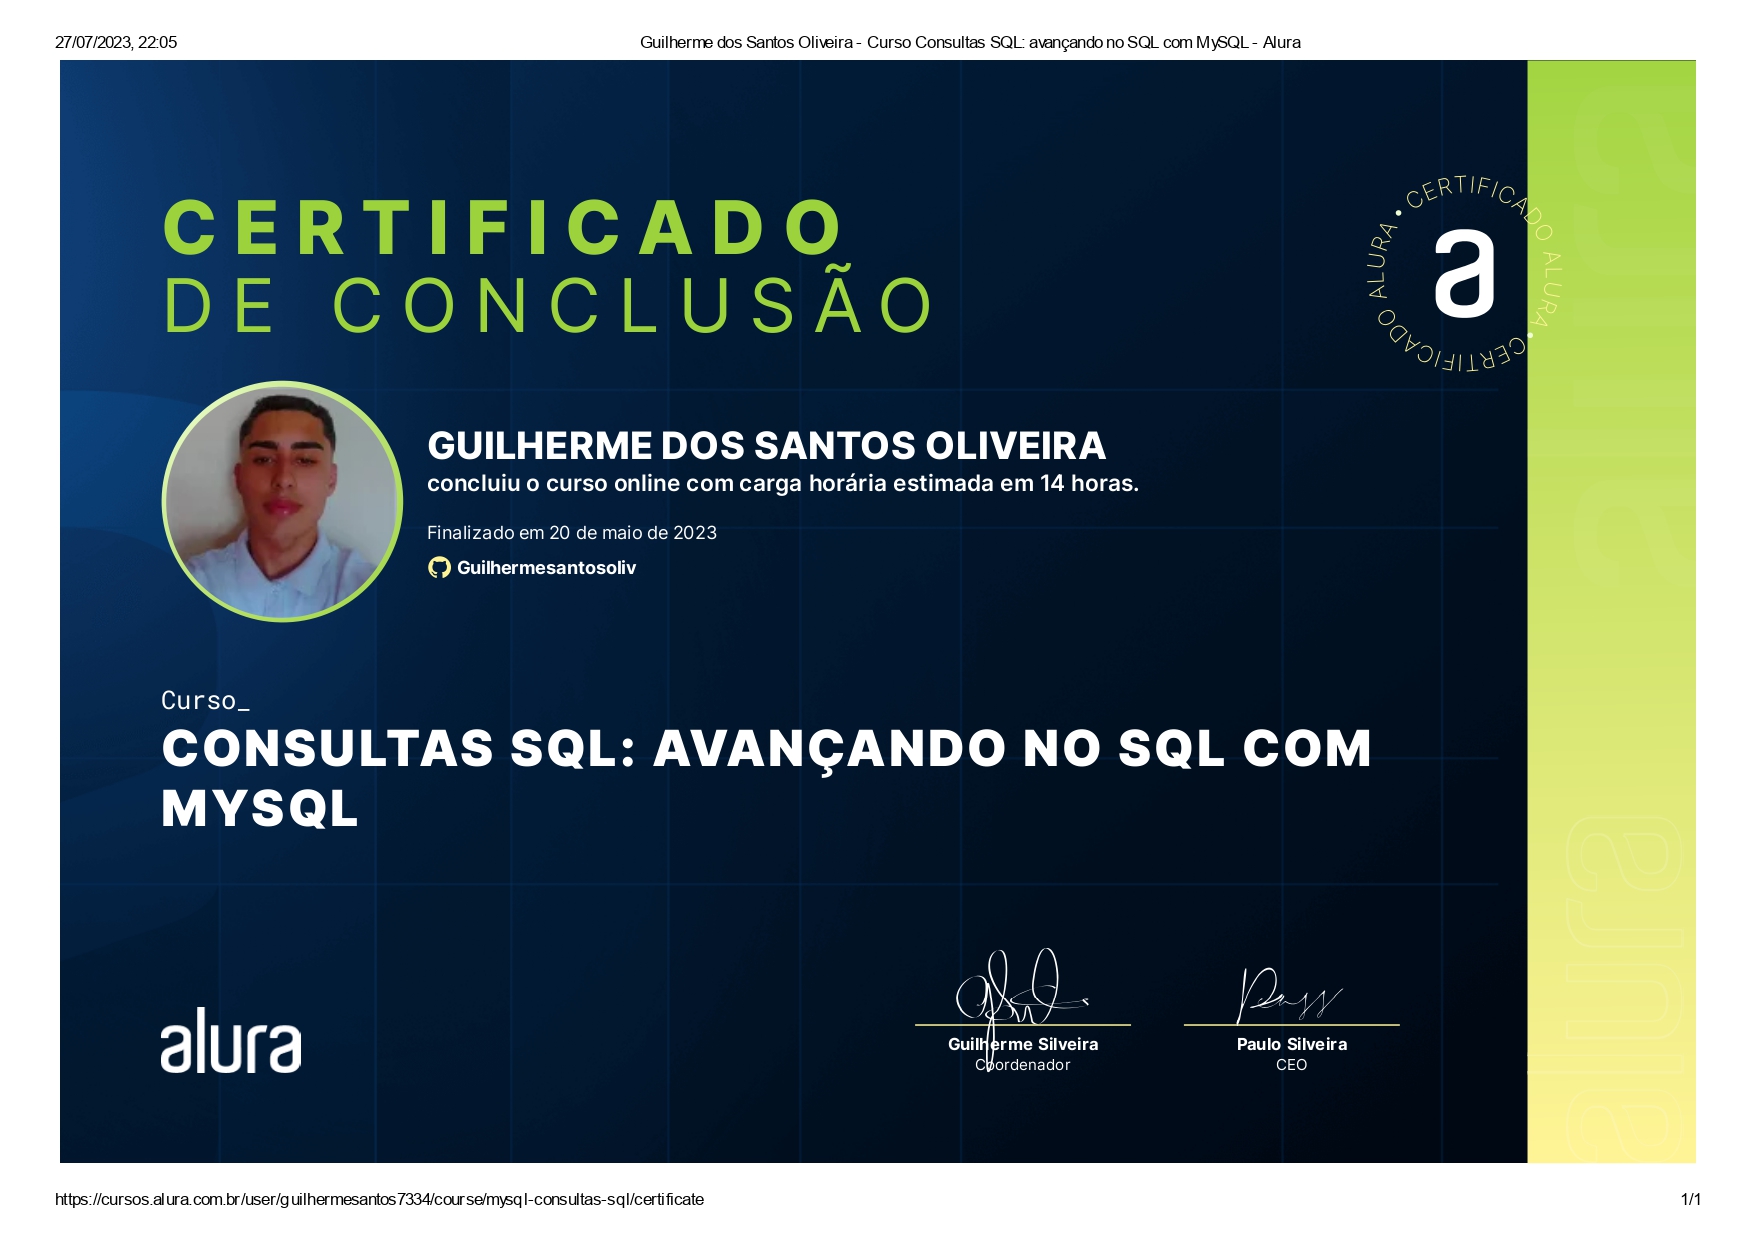 27/07/2023, 22:05
Guilherme dos Santos Oliveira - Curso Consultas SQL: avançando no SQL com MySQL - Alura
CERTIFICADO
DE CONCLUSÃO
• CERTIFICADO ALURA • CERTIFICADO ALURA
a
GUILHERME DOS SANTOS OLIVEIRA
concluiu o curso online com carga horária estimada em 14 horas.
Finalizado em 20 de maio de 2023
Guilhermesantosoliv
Curso_
CONSULTAS SQL: AVANÇANDO NO SQL COM
MYSQL
alura
Guilherme Silveira
Coordenador
Paulo Silveira
CEO
alura
alura
https://cursos.alura.com.br/user/guilhermesantos7334/course/mysql-consultas-sql/certificate
1/1